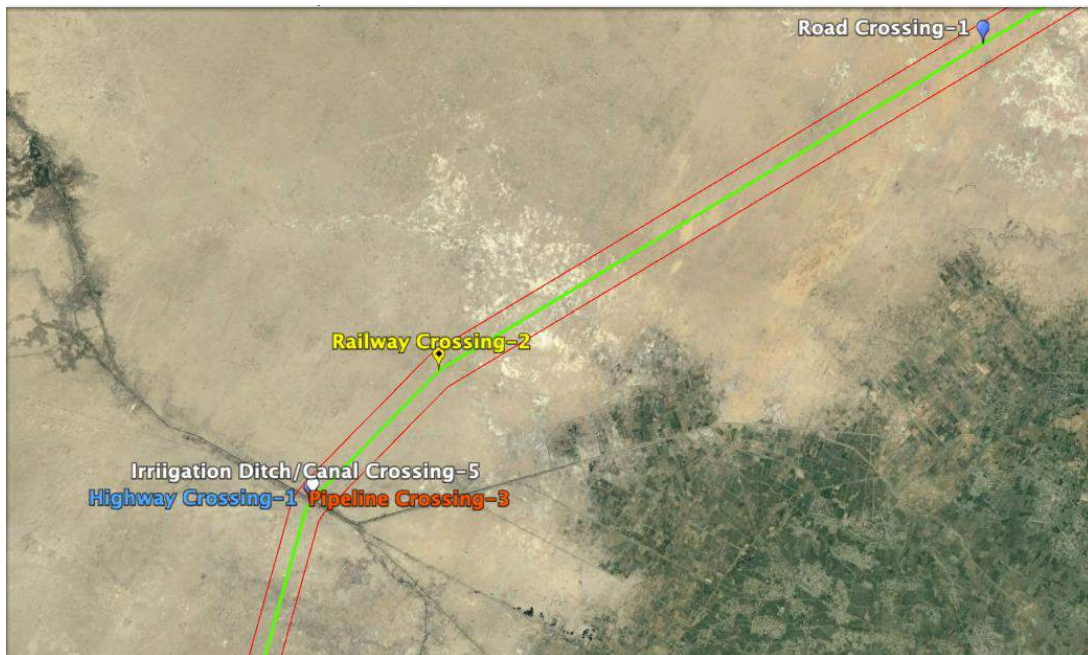 Road Crossing-1
Railway Crossing-2
Irriigation Ditch/Canal Crossing-5
Highway Crossing-1 Pipeline Crossing-3